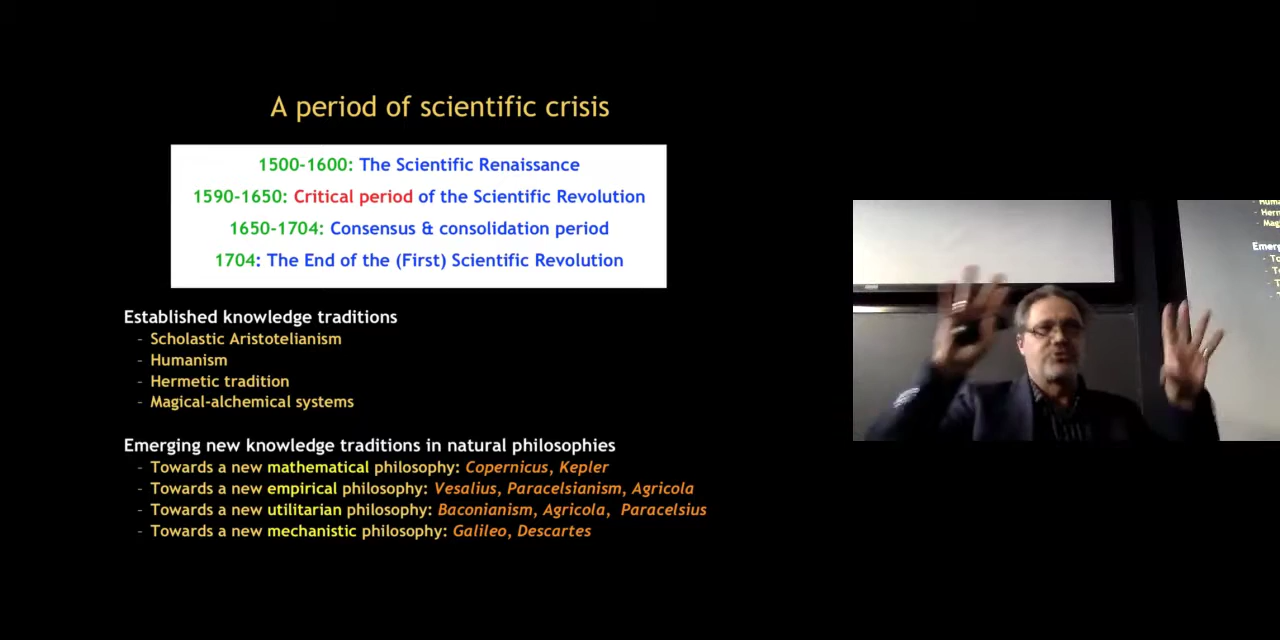 A period of scientific crisis
1500-1600: The Scientific Renaissance
1590-1650: Critical period of the Scientific Revolution
1650-1704: Consensus & consolidation period
1704: The End of the (First) Scientific Revolution
Established knowledge traditions
- Scholastic Aristotelianism
- Humanism
- Hermetic tradition
- Magical-alchemical systems
Emerging new knowledge traditions in natural philosophies
- Towards a new mathematical philosophy: Copernicus, Kepler
- Towards a new empirical philosophy: Vesalius, Paracelsianism, Agricola
- Towards a new utilitarian philosophy: Baconianism, Agricola, Paracelsius
- Towards a new mechanistic philosophy: Galileo, Descartes